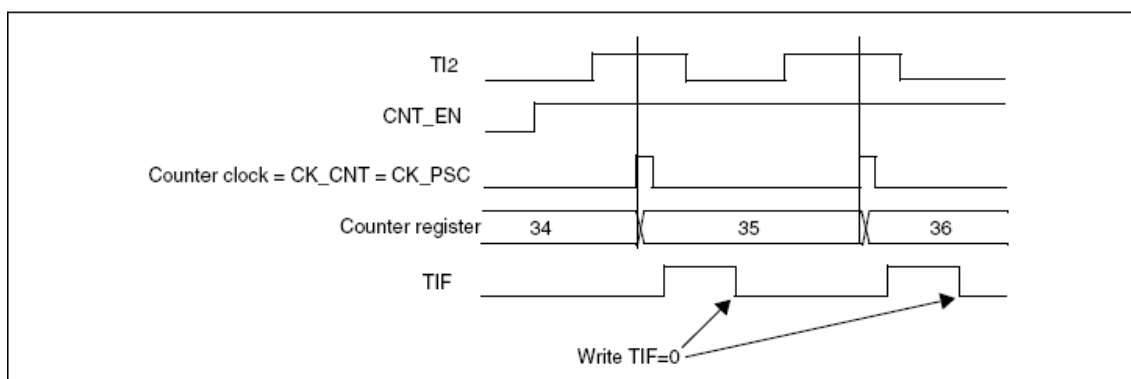 TI2
CNT_EN
Counter clock = CK_CNT = CK_PSC
Counter register 34 35 36
TIF
Write TIF=0